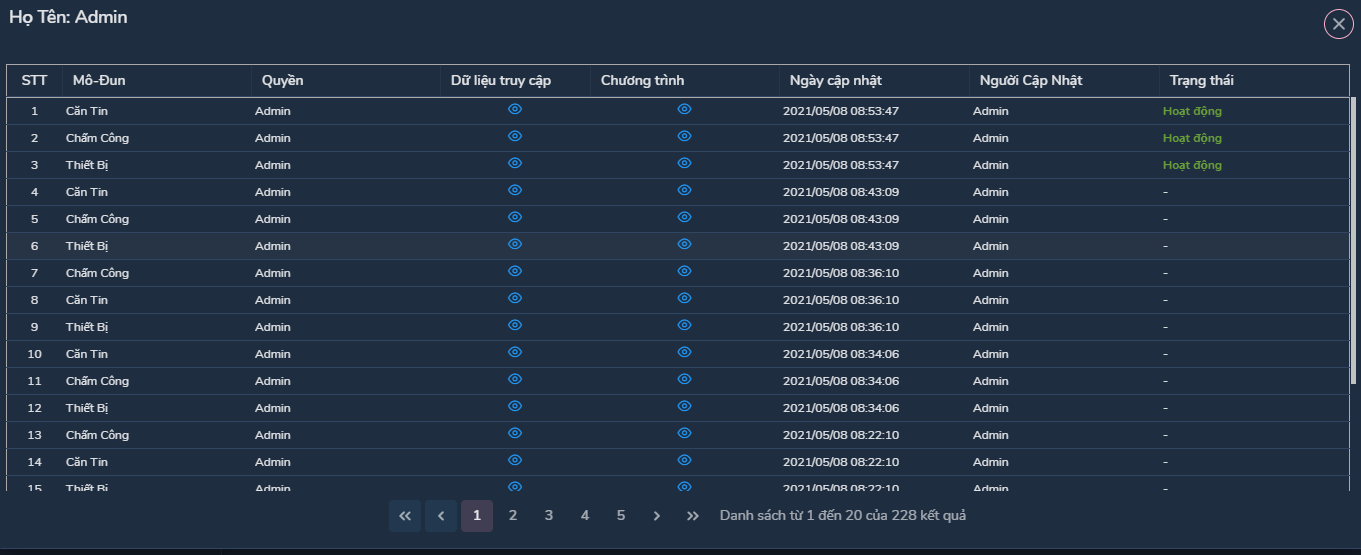 Họ Tên: Admin
STT Mô-Đun Quyền Dữ liệu truy cập Chương trình Ngày cập nhật Người Cập Nhật Trạng thái
1 Căn Tin Admin 2021/05/08 08:53:47 Admin Hoạt động
2 Chấm Công Admin 2021/05/08 08:53:47 Admin Hoạt động
3 Thiết Bị Admin 2021/05/08 08:53:47 Admin Hoạt động
4 Căn Tin Admin 2021/05/08 08:43:09 Admin -
5 Chấm Công Admin 2021/05/08 08:43:09 Admin -
6 Thiết Bị Admin 2021/05/08 08:43:09 Admin -
7 Chấm Công Admin 2021/05/08 08:36:10 Admin -
8 Căn Tin Admin 2021/05/08 08:36:10 Admin -
9 Thiết Bị Admin 2021/05/08 08:36:10 Admin -
10 Căn Tin Admin 2021/05/08 08:34:06 Admin -
11 Chấm Công Admin 2021/05/08 08:34:06 Admin -
12 Thiết Bị Admin 2021/05/08 08:34:06 Admin -
13 Chấm Công Admin 2021/05/08 08:22:10 Admin -
14 Căn Tin Admin 2021/05/08 08:22:10 Admin -
15 Thiết Bị Admin 2021/05/08 08:22:10 Admin
« ‹ 1 2 3 4 5 › » Danh sách từ 1 đến 20 của 228 kết quả